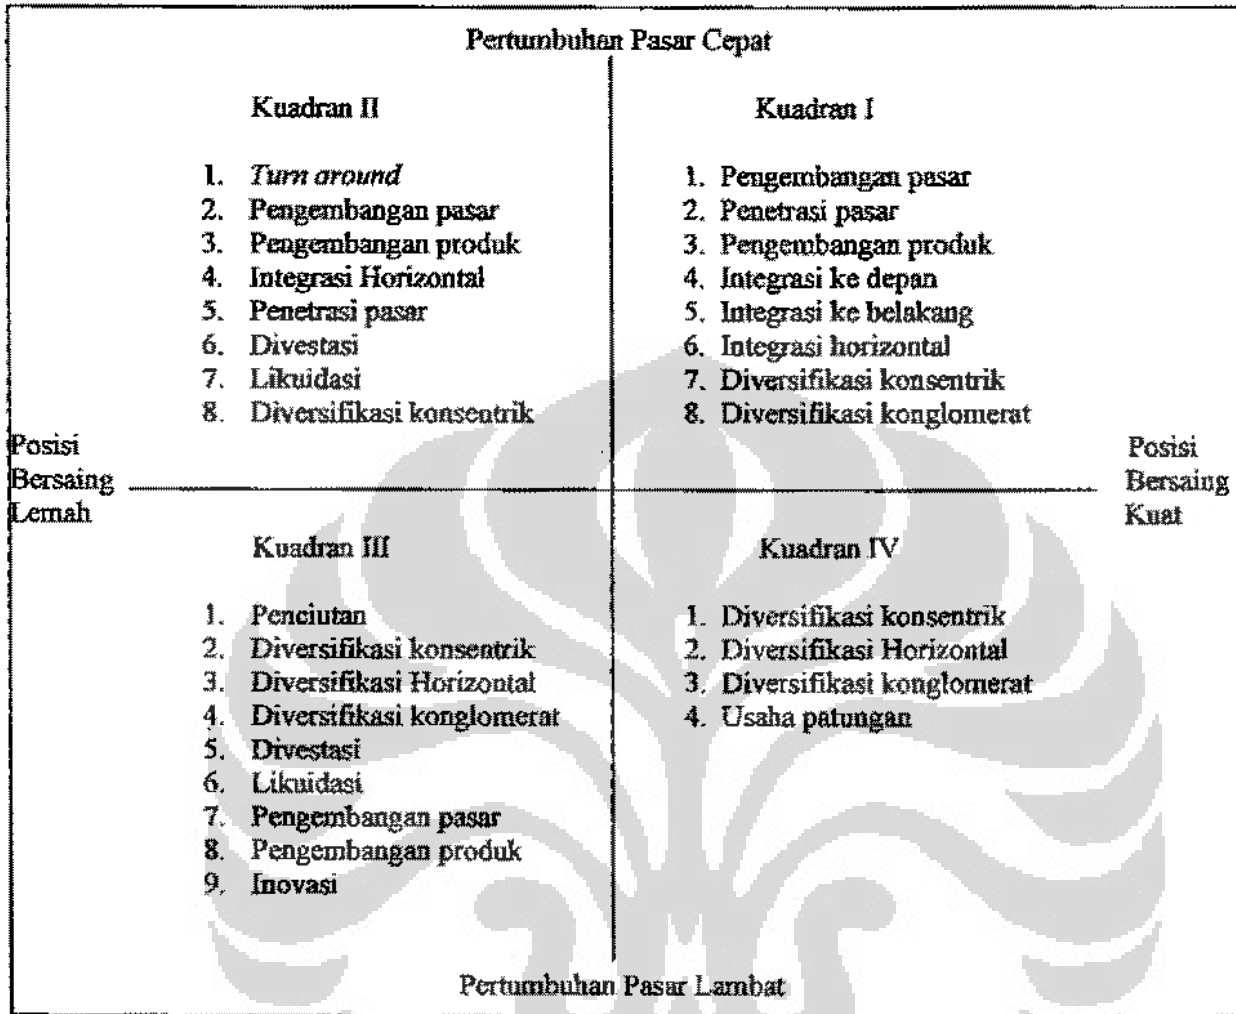 Pertumbuhan Pasar Cepat
Kuadran II
1. Turn around
2. Pengembangan pasar
3. Pengembangan produk
4. Integrasi Horizontal
5. Penetrasi pasar
6. Divestasi
7. Likuidasi
8. Diversifikasi konsentrik
Kuadran I
1. Pengembangan pasar
2. Penetrasi pasar
3. Pengembangan produk
4. Integrasi ke depan
5. Integrasi ke belakang
6. Integrasi horizontal
7. Diversifikasi konsentrik
8. Diversifikasi konglomerat
Posisi
Bersaing
Lemah
Posisi
Bersaing
Kuat
Kuadran III
1. Penciutan
2. Diversifikasi konsentrik
3. Diversifikasi Horizontal
4. Diversifikasi konglomerat
5. Divestasi
6. Likuidasi
7. Pengembangan pasar
8. Pengembangan produk
9. Inovasi
Kuadran IV
1. Diversifikasi konsentrik
2. Diversifikasi Horizontal
3. Diversifikasi konglomerat
4. Usaha patungan
Pertumbuhan Pasar Lambat